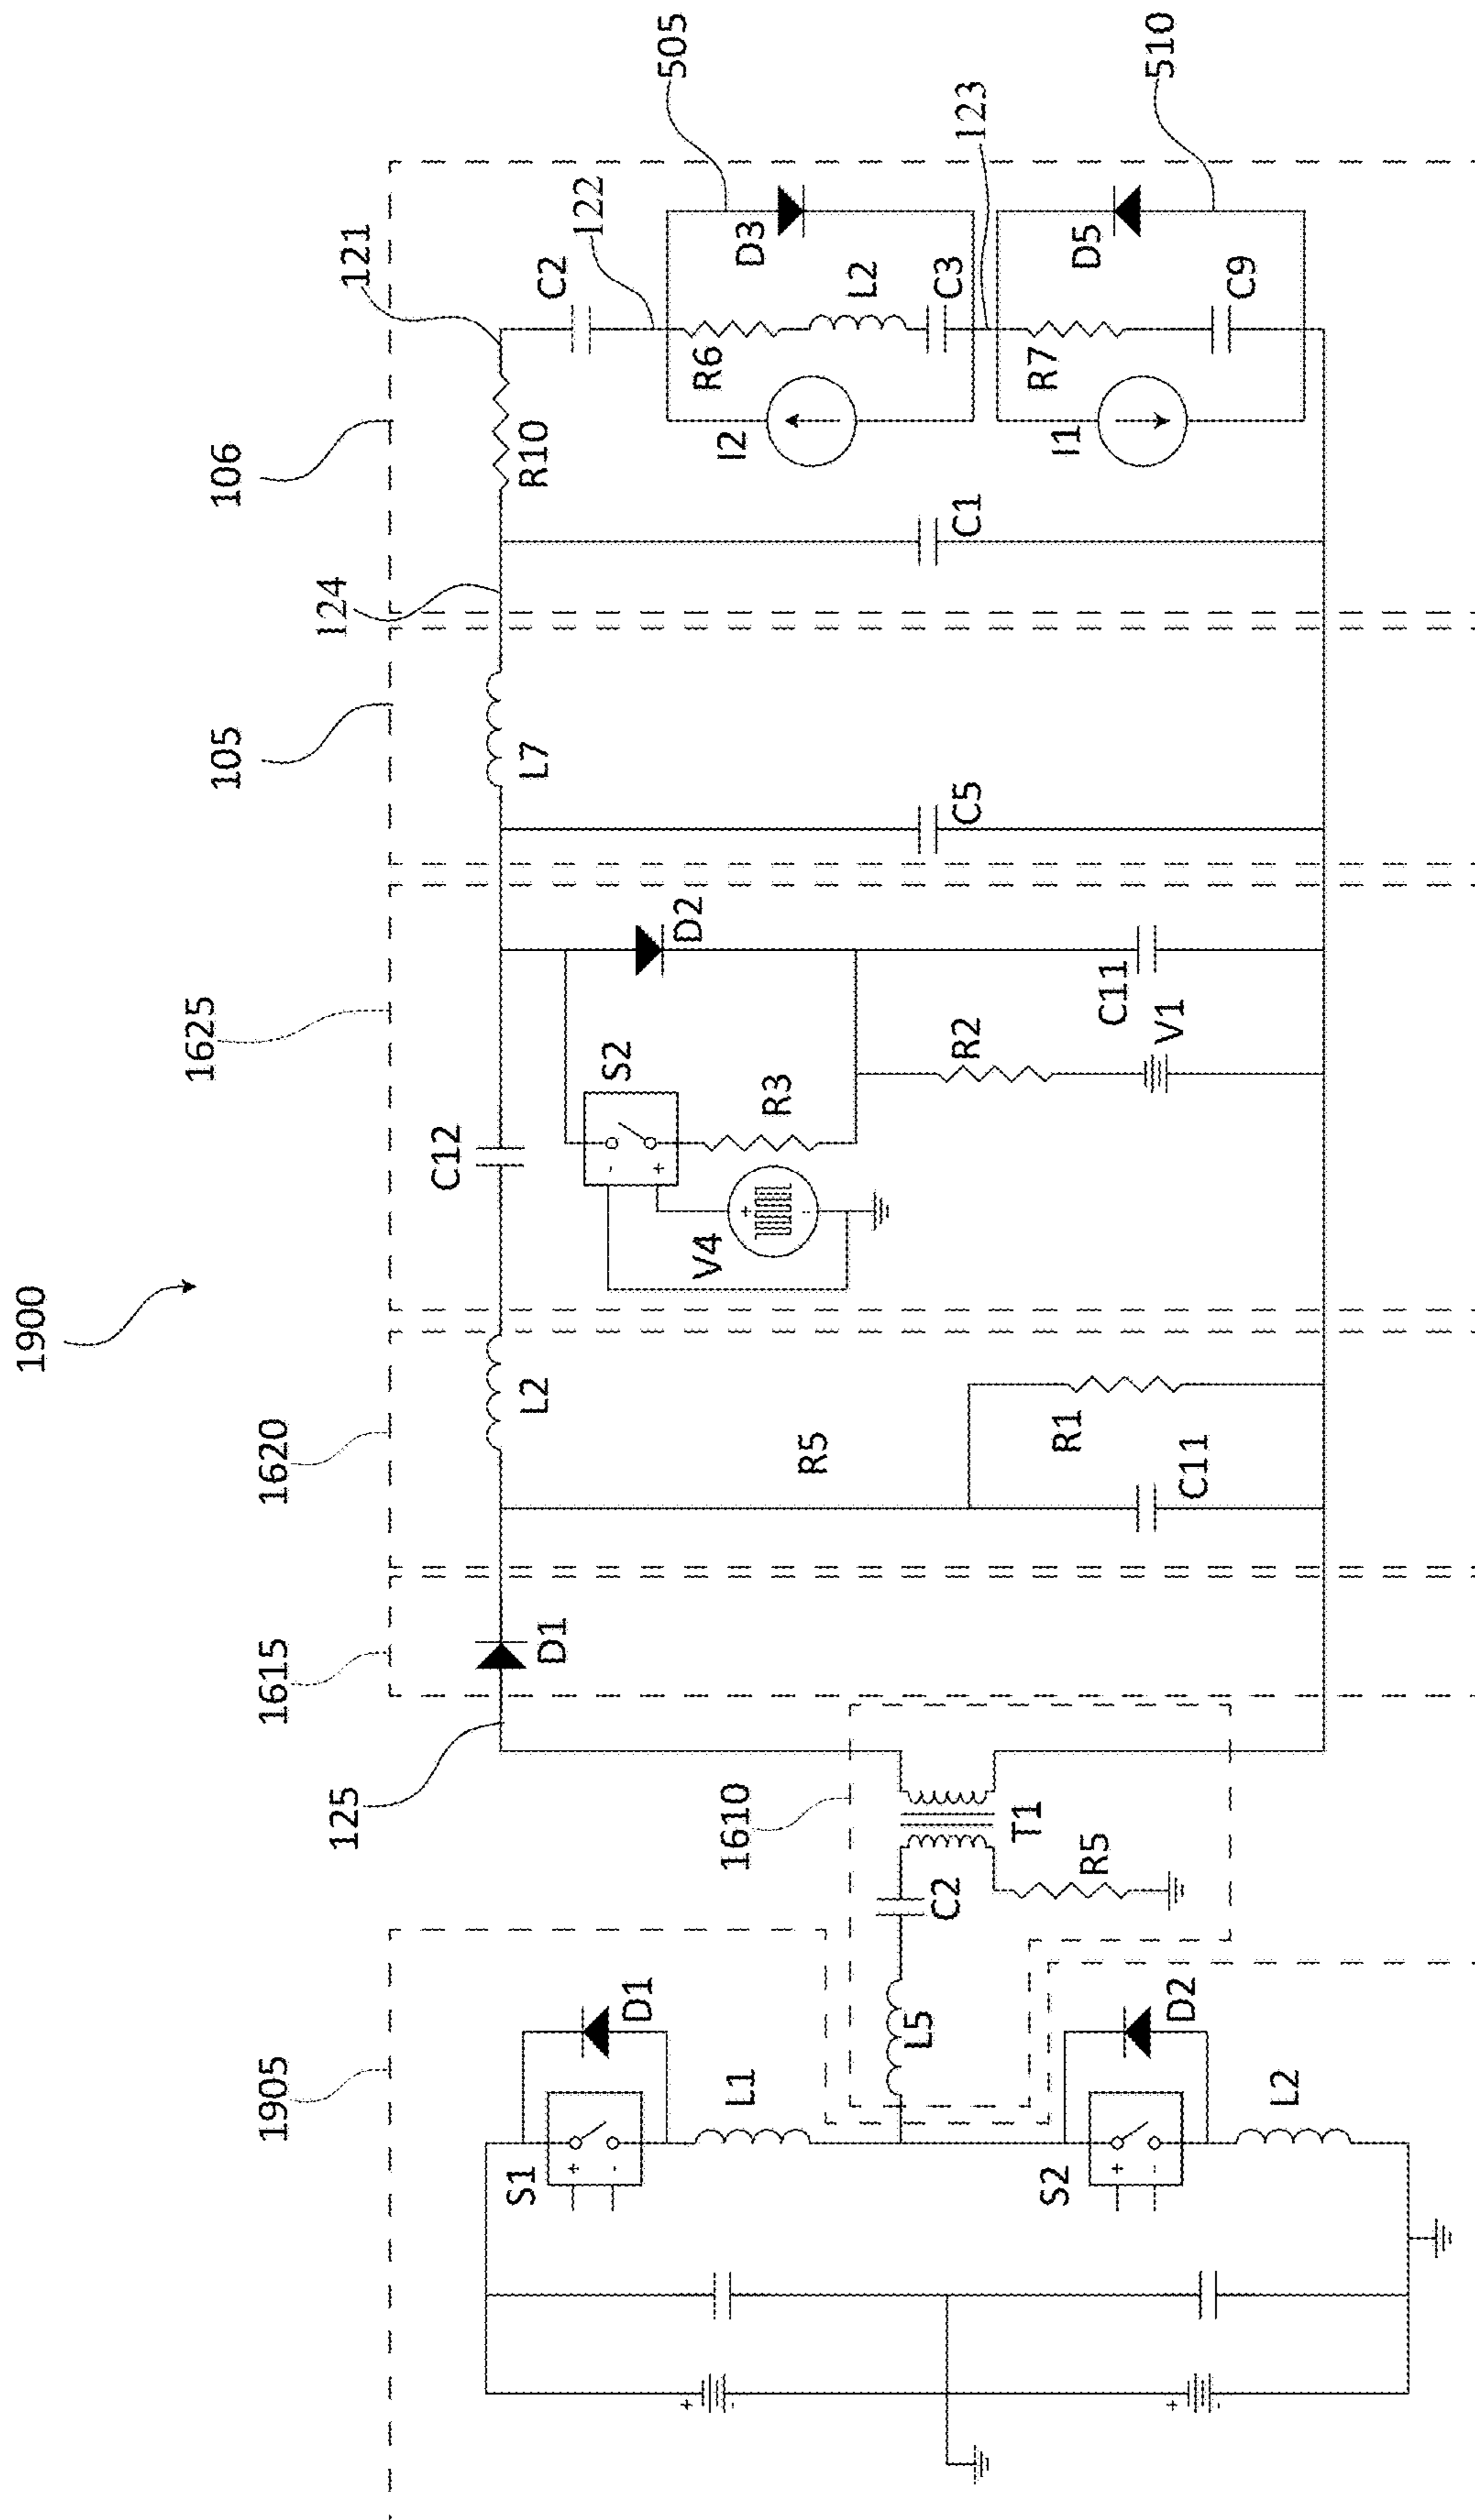 1900
1905
S1
+
-
D1
L1
S2
+
-
D2
L2
+
-
+
-
1610
L5
C2
T1
R5
125
1615
D1
1620
L2
R5
R1
C11
1625
C12
S2
-
+
V4
+
-
R3
D2
R2
C11
V1
105
L7
C5
106
124
R10
C1
121
C2
122
505
D3
R6
L2
C3
I2
123
510
D5
R7
C9
I1